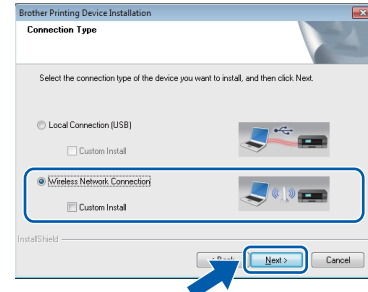 Brother Printing Device Installation
Connection Type
Select the connection type of the device you want to install, and then click Next.
Local Connection (USB)
Custom Install
Wireless Network Connection
Custom Install
InstallShield
Next >
Cancel